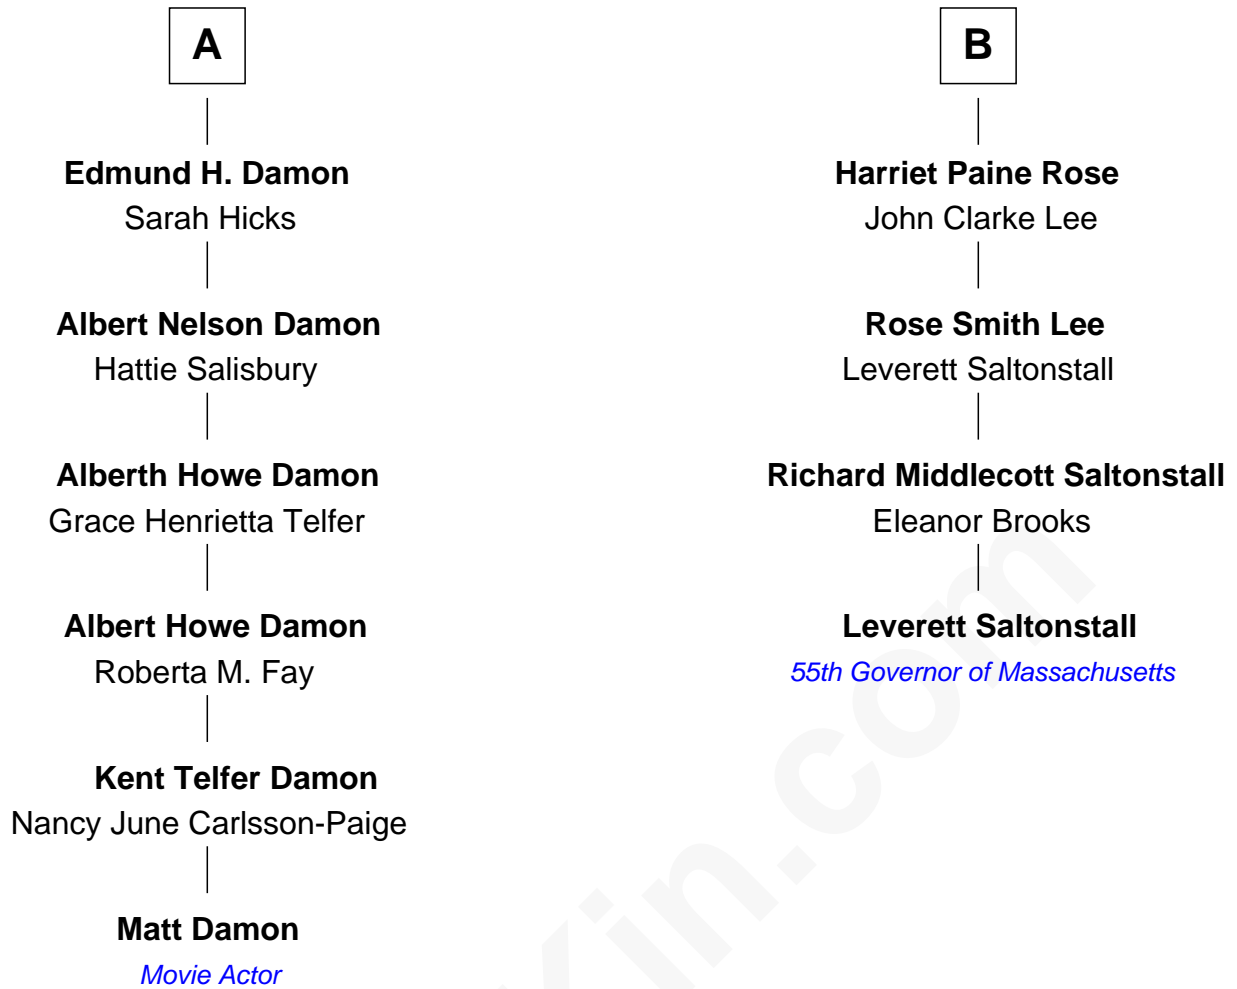 A
Edmund H. Damon
Sarah Hicks
Albert Nelson Damon
Hattie Salisbury
Alberth Howe Damon
Grace Henrietta Telfer
Albert Howe Damon
Roberta M. Fay
Kent Telfer Damon
Nancy June Carlsson-Paige
Matt Damon
Movie Actor
B
Harriet Paine Rose
John Clarke Lee
Rose Smith Lee
Leverett Saltonstall
Richard Middlecott Saltonstall
Eleanor Brooks
Leverett Saltonstall
55th Governor of Massachusetts
Kin.com